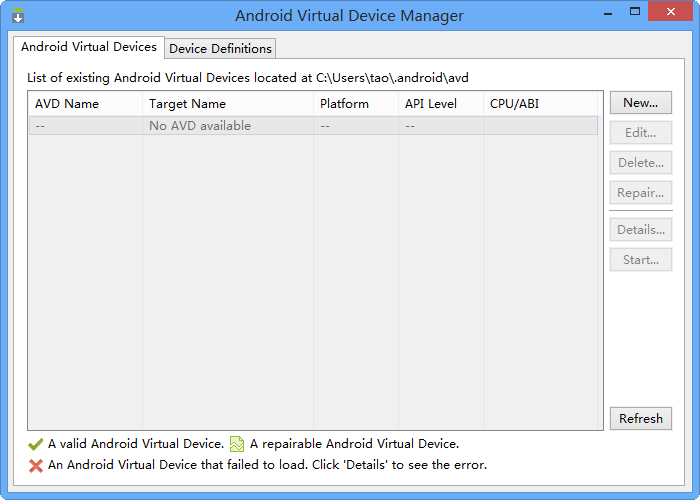 Android Virtual Device Manager
Android Virtual Devices Device Definitions
List of existing Android Virtual Devices located at C:\Users\tao\.android\avd
AVD Name Target Name Platform API Level CPU/ABI
-- No AVD available -- --
New...
Edit...
Delete...
Repair...
Details...
Start...
Refresh
A valid Android Virtual Device. A repairable Android Virtual Device.
An Android Virtual Device that failed to load. Click 'Details' to see the error.